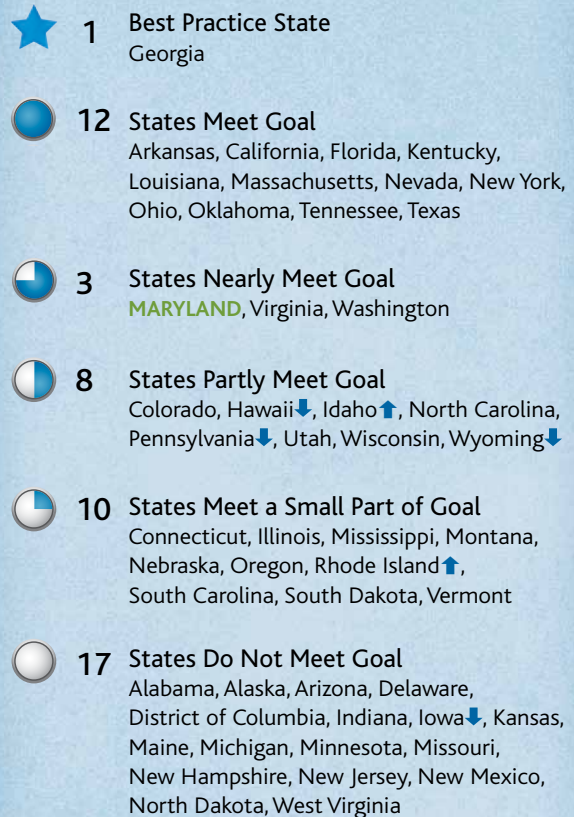 1 Best Practice State
Georgia
12 States Meet Goal
Arkansas, California, Florida, Kentucky,
Louisiana, Massachusetts, Nevada, New York,
Ohio, Oklahoma, Tennessee, Texas
3 States Nearly Meet Goal
MARYLAND, Virginia, Washington
8 States Partly Meet Goal
Colorado, Hawaii⬇, Idaho⬆, North Carolina,
Pennsylvania⬇, Utah, Wisconsin, Wyoming⬇
10 States Meet a Small Part of Goal
Connecticut, Illinois, Mississippi, Montana,
Nebraska, Oregon, Rhode Island⬆,
South Carolina, South Dakota, Vermont
17 States Do Not Meet Goal
Alabama, Alaska, Arizona, Delaware,
District of Columbia, Indiana, Iowa⬇, Kansas,
Maine, Michigan, Minnesota, Missouri,
New Hampshire, New Jersey, New Mexico,
North Dakota, West Virginia